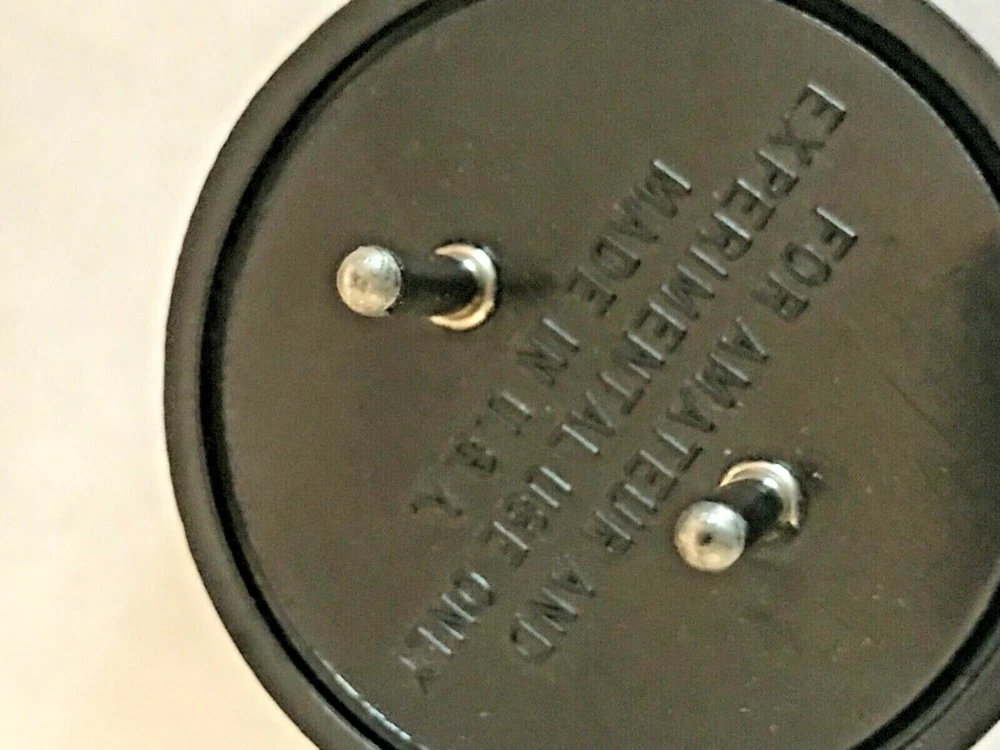 FOR AMATEUR AND
EXPERIMENTAL USE ONLY
MADE IN U.S.A.